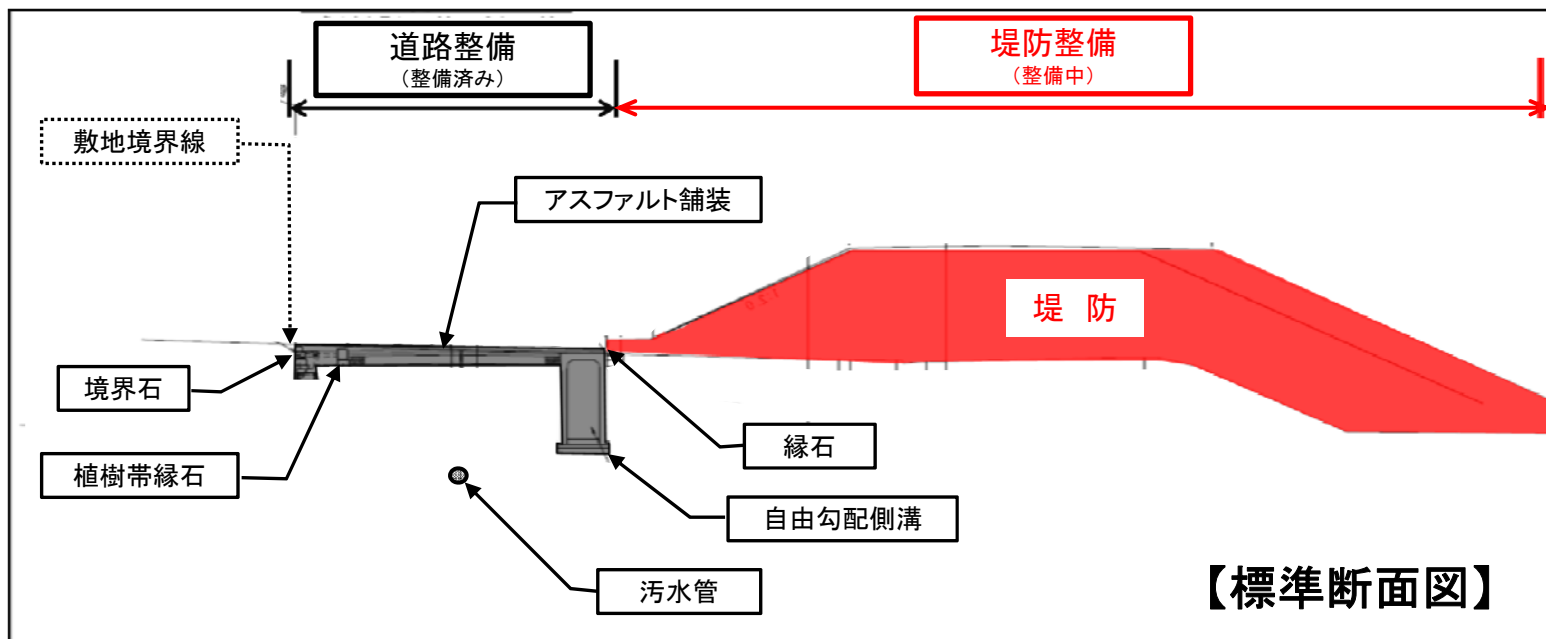 道路整備
(整備済み)
堤防整備
(整備中)
敷地境界線
アスファルト舗装
堤 防
境界石
縁石
植樹帯縁石
自由勾配側溝
汚水管
【標準断面図】